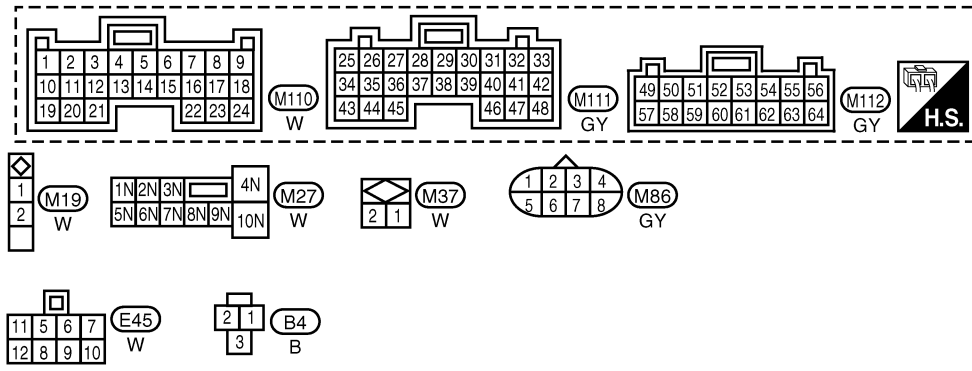 1 2 3 4 5 6 7 8 9
10 11 12 13 14 15 16 17 18
19 20 21 22 23 24
M110
W
25 26 27 28 29 30 31 32 33
34 35 36 37 38 39 40 41 42
43 44 45 46 47 48
M111
GY
49 50 51 52 53 54 55 56
57 58 59 60 61 62 63 64
M112
GY
H.S.
1
2
M19
W
1N 2N 3N 4N
5N 6N 7N 8N 9N 10N
M27
W
2 1
M37
W
1 2 3 4
5 6 7 8
M86
GY
11 5 6 7
12 8 9 10
E45
W
2 1
3
B4
B